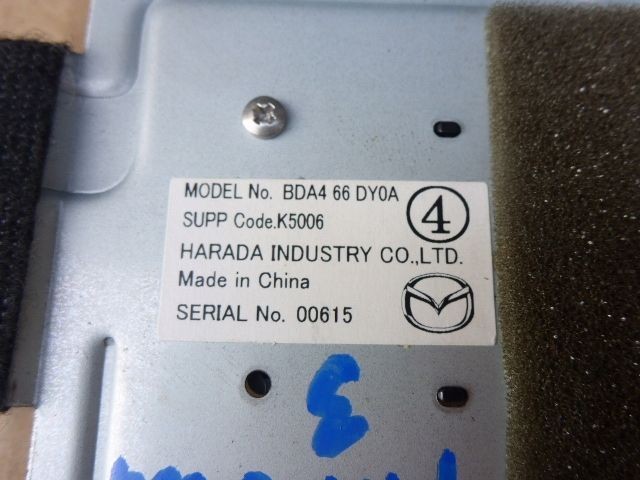 MODEL No. BDA4 66 DY0A
④
SUPP Code.K5006
HARADA INDUSTRY CO.,LTD.
Made in China
SERIAL No. 00615
3